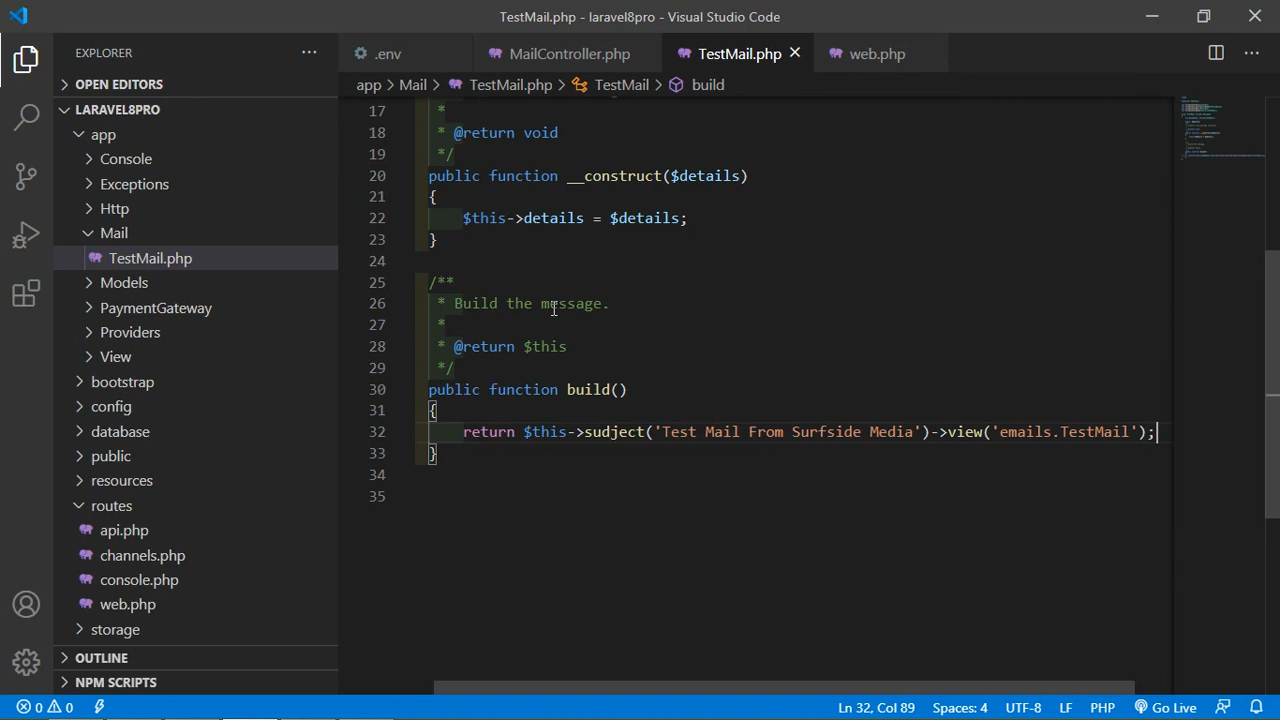 TestMail.php - laravel8pro - Visual Studio Code
EXPLORER
.env
MailController.php
TestMail.php
web.php
OPEN EDITORS
app > Mail > TestMail.php > TestMail > build
LARAVEL8PRO
app
Console
Exceptions
Http
Mail
TestMail.php
Models
PaymentGateway
Providers
View
bootstrap
config
database
public
resources
routes
api.php
channels.php
console.php
web.php
storage
OUTLINE
NPM SCRIPTS
17 *
18 * @return void
19 */
20 public function __construct($details)
21 {
22 $this->details = $details;
23 }
24
25 /**
26 * Build the message.
27 *
28 * @return $this
29 */
30 public function build()
31 {
32 return $this->sudject('Test Mail From Surfside Media')->view('emails.TestMail');
33 }
34
35
0 0
Ln 32, Col 89
Spaces: 4
UTF-8
LF
PHP
Go Live